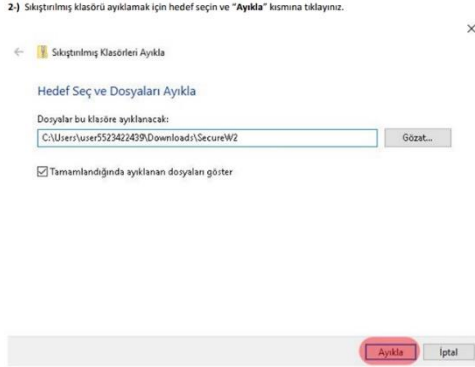 2-) Sıkıştırılmış klasörü ayıklamak için hedef seçin ve "Ayıkla" kısmına tıklayınız.
Sıkıştırılmış Klasörleri Ayıkla
Hedef Seç ve Dosyaları Ayıkla
Dosyalar bu klasöre ayıklanacak:
C:\Users\user5523422439\Downloads\SecureW2 Gözat...
Tamamlandığında ayıklanan dosyaları göster
Ayıkla İptal